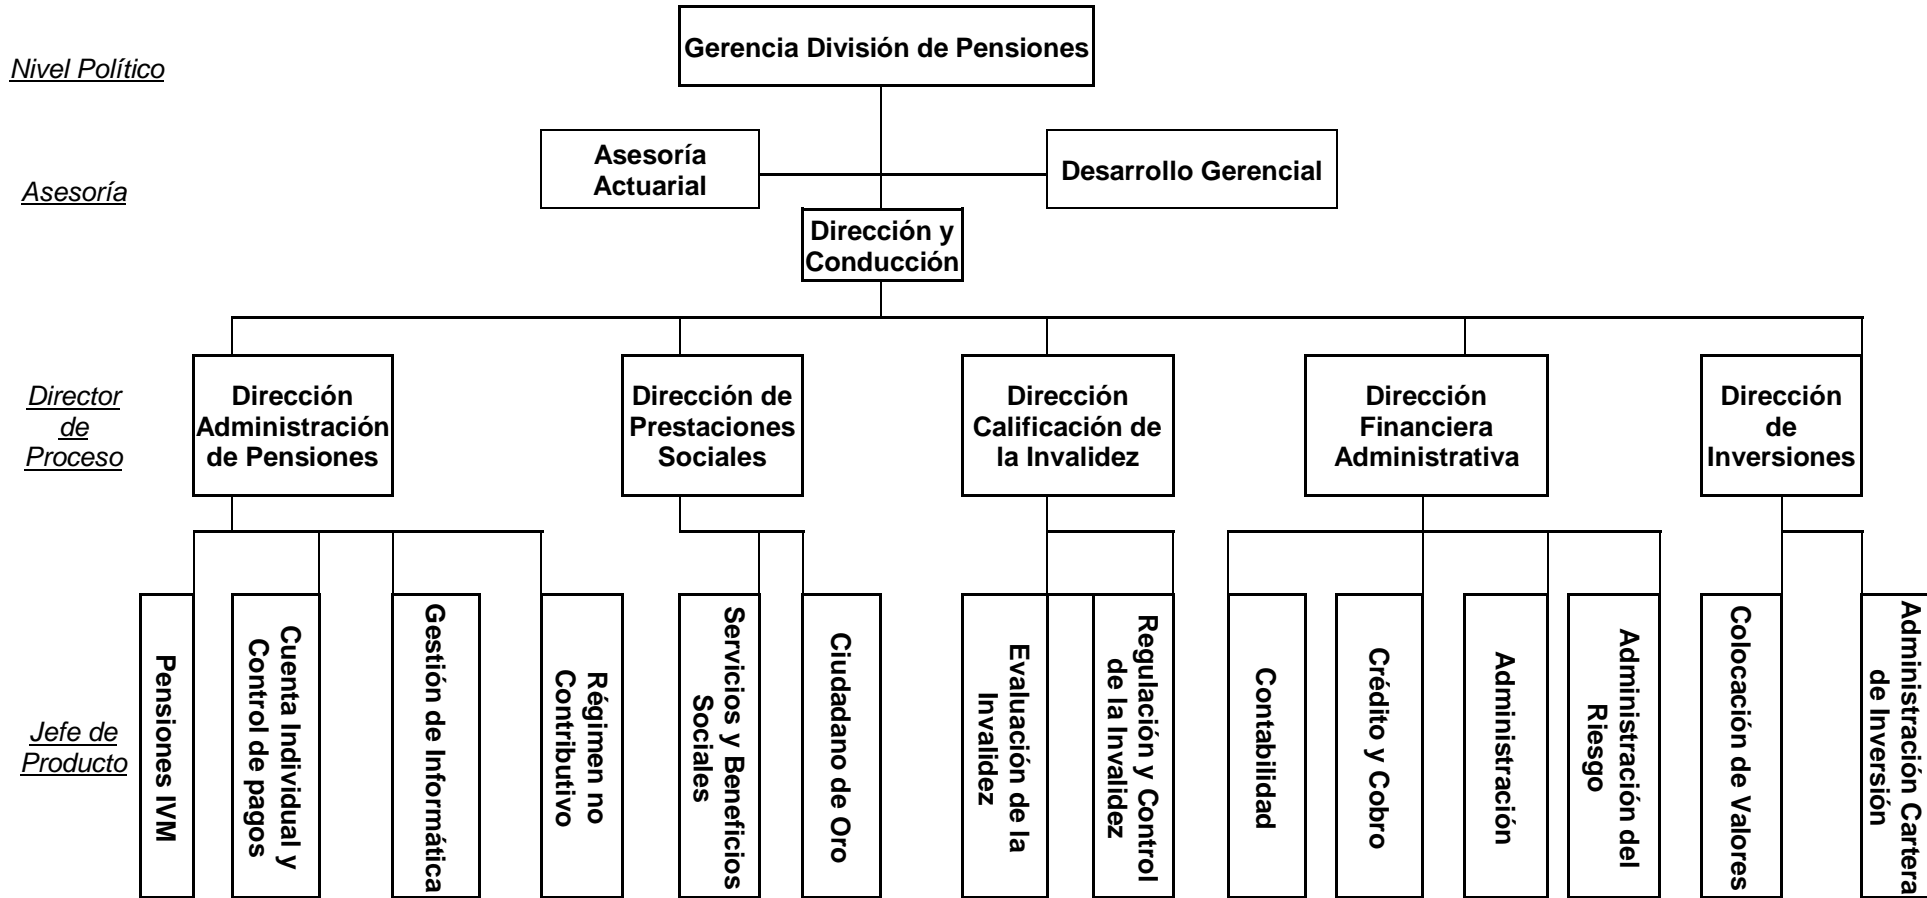 Gerencia División de Pensiones
Nivel Político
Asesoría
Actuarial
Desarrollo Gerencial
Asesoría
Dirección y
Conducción
Director
de
Proceso
Dirección
Administración
de Pensiones
Dirección de
Prestaciones
Sociales
Dirección
Calificación de
la Invalidez
Dirección
Financiera
Administrativa
Dirección
de
Inversiones
Jefe de
Producto
Pensiones IVM
Cuenta Individual y
Control de pagos
Gestión de Informática
Régimen no
Contributivo
Servicios y Beneficios
Sociales
Ciudadano de Oro
Evaluación de la
Invalidez
Regulación y Control
de la Invalidez
Contabilidad
Crédito y Cobro
Administración
Administración del
Riesgo
Colocación de Valores
Administración Cartera
de Inversión